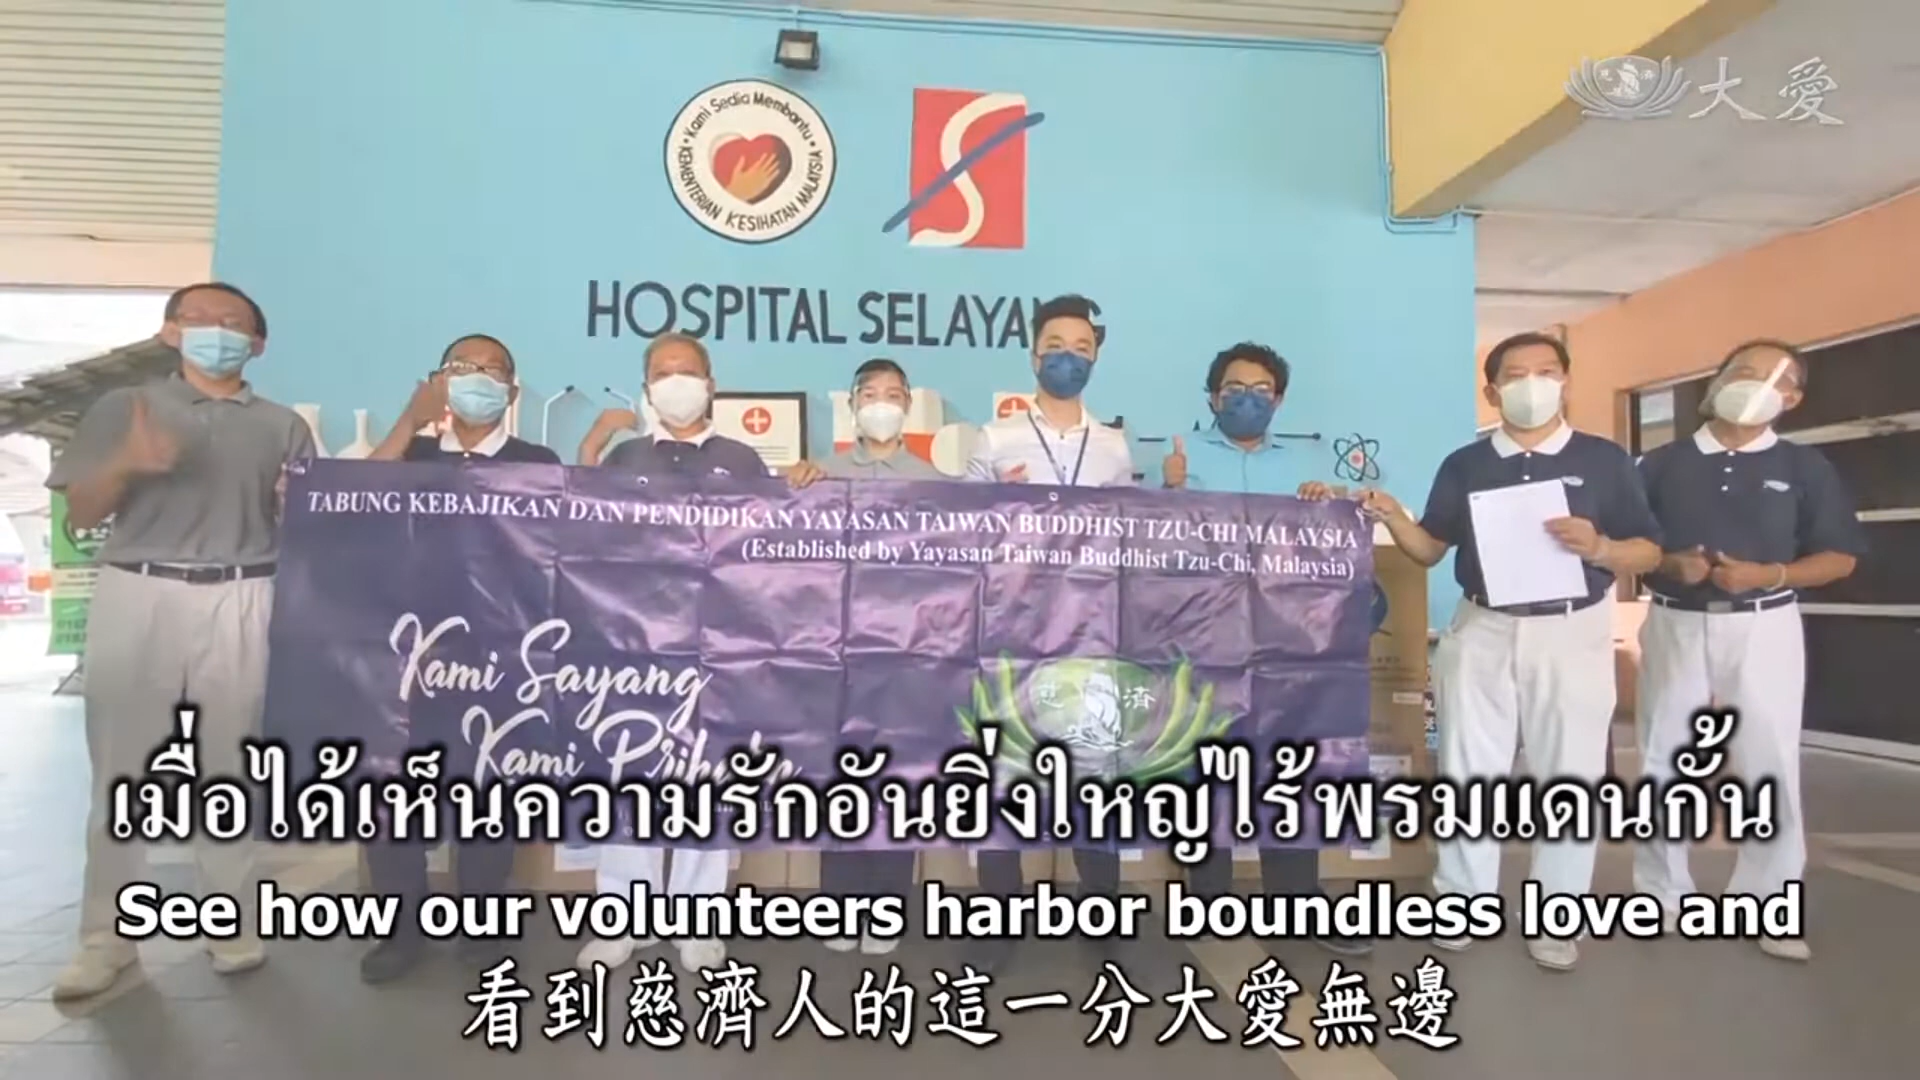 大愛
慈濟
Kami Sedia Membantu
KEMENTERIAN KESIHATAN MALAYSIA
HOSPITAL SELAYANG
TABUNG KEBAJIKAN DAN PENDIDIKAN YAYASAN TAIWAN BUDDHIST TZU-CHI MALAYSIA
(Established by Yayasan Taiwan Buddhist Tzu-Chi, Malaysia)
Kami Sayang
慈濟
Kami Prihatin
เมื่อได้เห็นความรักอันยิ่งใหญ่ไร้พรมแดนกั้น
See how our volunteers harbor boundless love and
看到慈濟人的這一分大愛無邊